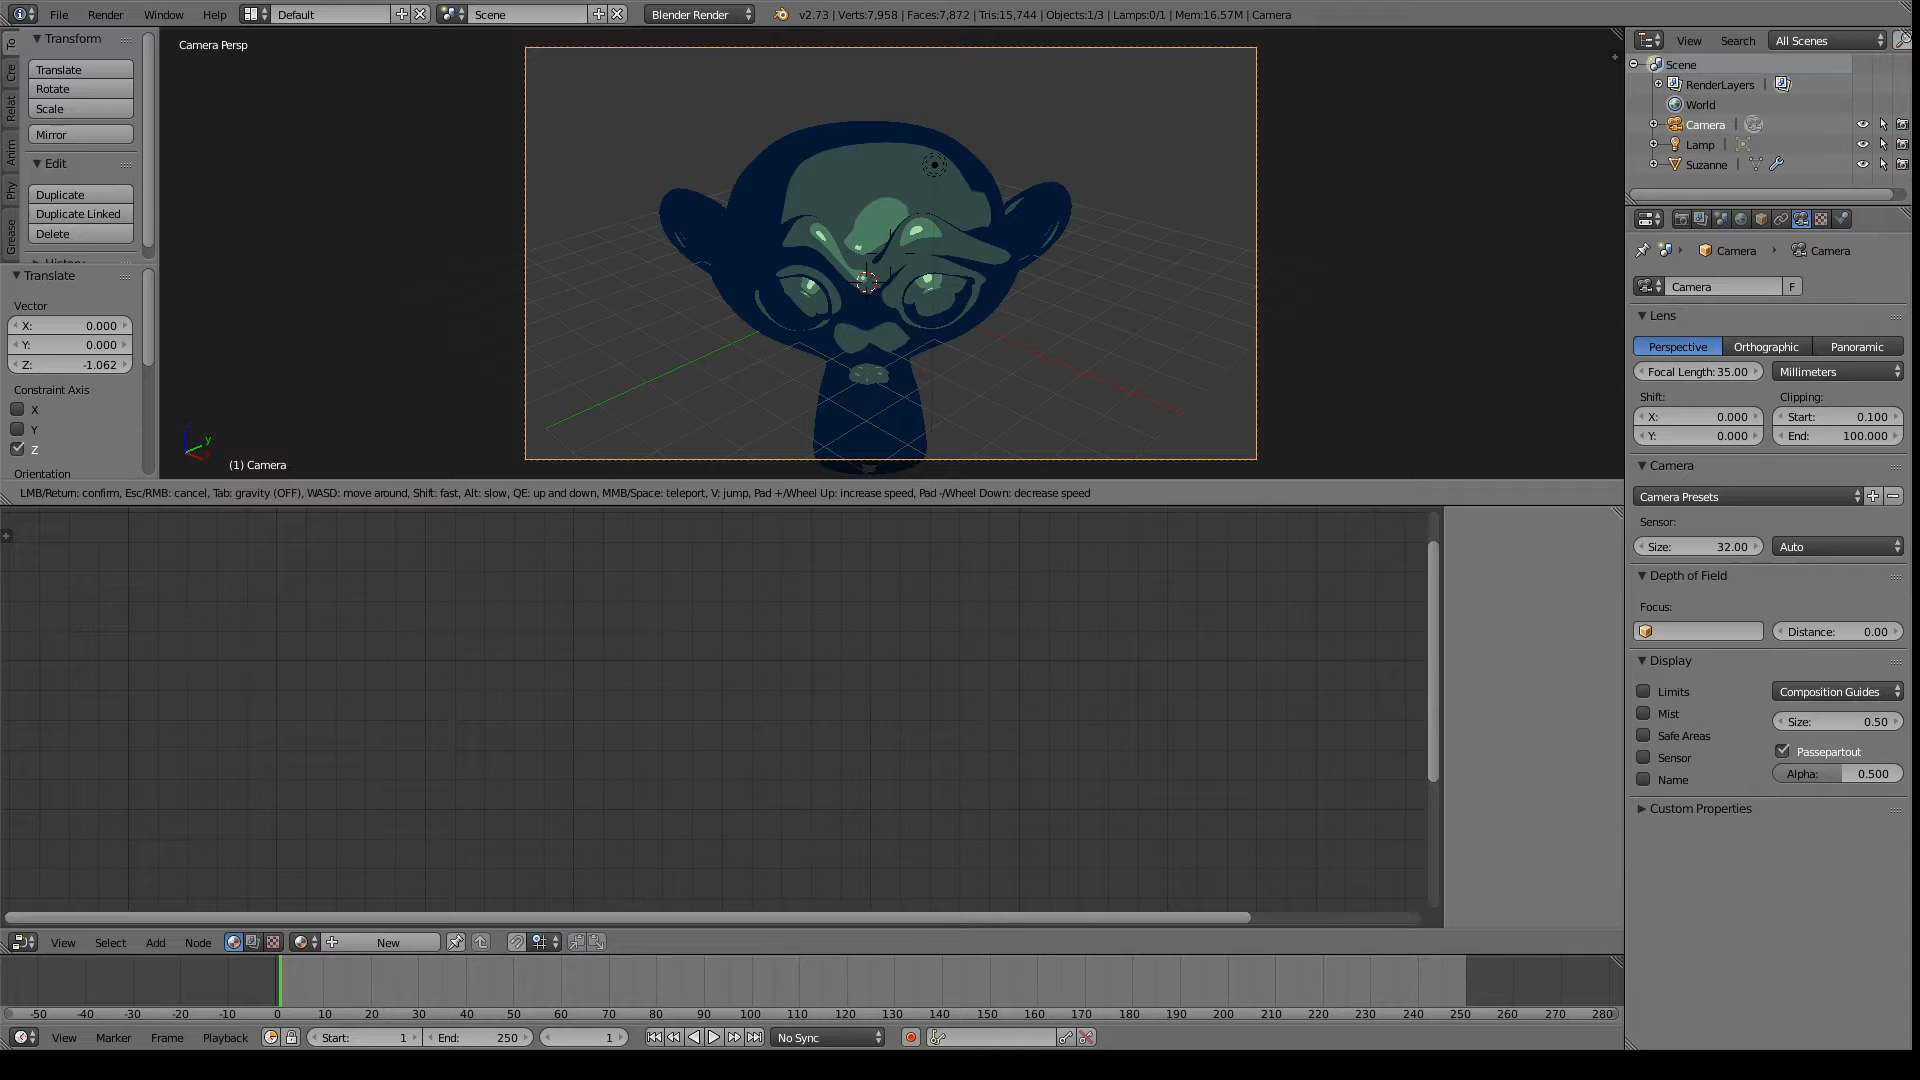 File Render Window Help Default Scene Blender Render v2.73 | Verts:7,958 | Faces:7,872 | Tris:15,744 | Objects:1/3 | Lamps:0/1 | Mem:16.57M | Camera
To
Cre
Relat
Anim
Phy
Grease
Transform
Translate
Rotate
Scale
Mirror
Edit
Duplicate
Duplicate Linked
Delete
Translate
Vector
X: 0.000
Y: 0.000
Z: -1.062
Constraint Axis
X
Y
Z
Orientation
Camera Persp
z
y
(1) Camera
LMB/Return: confirm, Esc/RMB: cancel, Tab: gravity (OFF), WASD: move around, Shift: fast, Alt: slow, QE: up and down, MMB/Space: teleport, V: jump, Pad +/Wheel Up: increase speed, Pad -/Wheel Down: decrease speed
View Search All Scenes
Scene
RenderLayers |
World
Camera |
Lamp |
Suzanne |
Camera Camera
Camera F
Lens
Perspective Orthographic Panoramic
Focal Length: 35.00 Millimeters
Shift: Clipping:
X: 0.000 Start: 0.100
Y: 0.000 End: 100.000
Camera
Camera Presets
Sensor:
Size: 32.00 Auto
Depth of Field
Focus:
Distance: 0.00
Display
Limits Composition Guides
Mist Size: 0.50
Safe Areas
Sensor Passepartout
Name Alpha: 0.500
Custom Properties
View Select Add Node New
-50 -40 -30 -20 -10 0 10 20 30 40 50 60 70 80 90 100 110 120 130 140 150 160 170 180 190 200 210 220 230 240 250 260 270 280
View Marker Frame Playback Start: 1 End: 250 1 No Sync